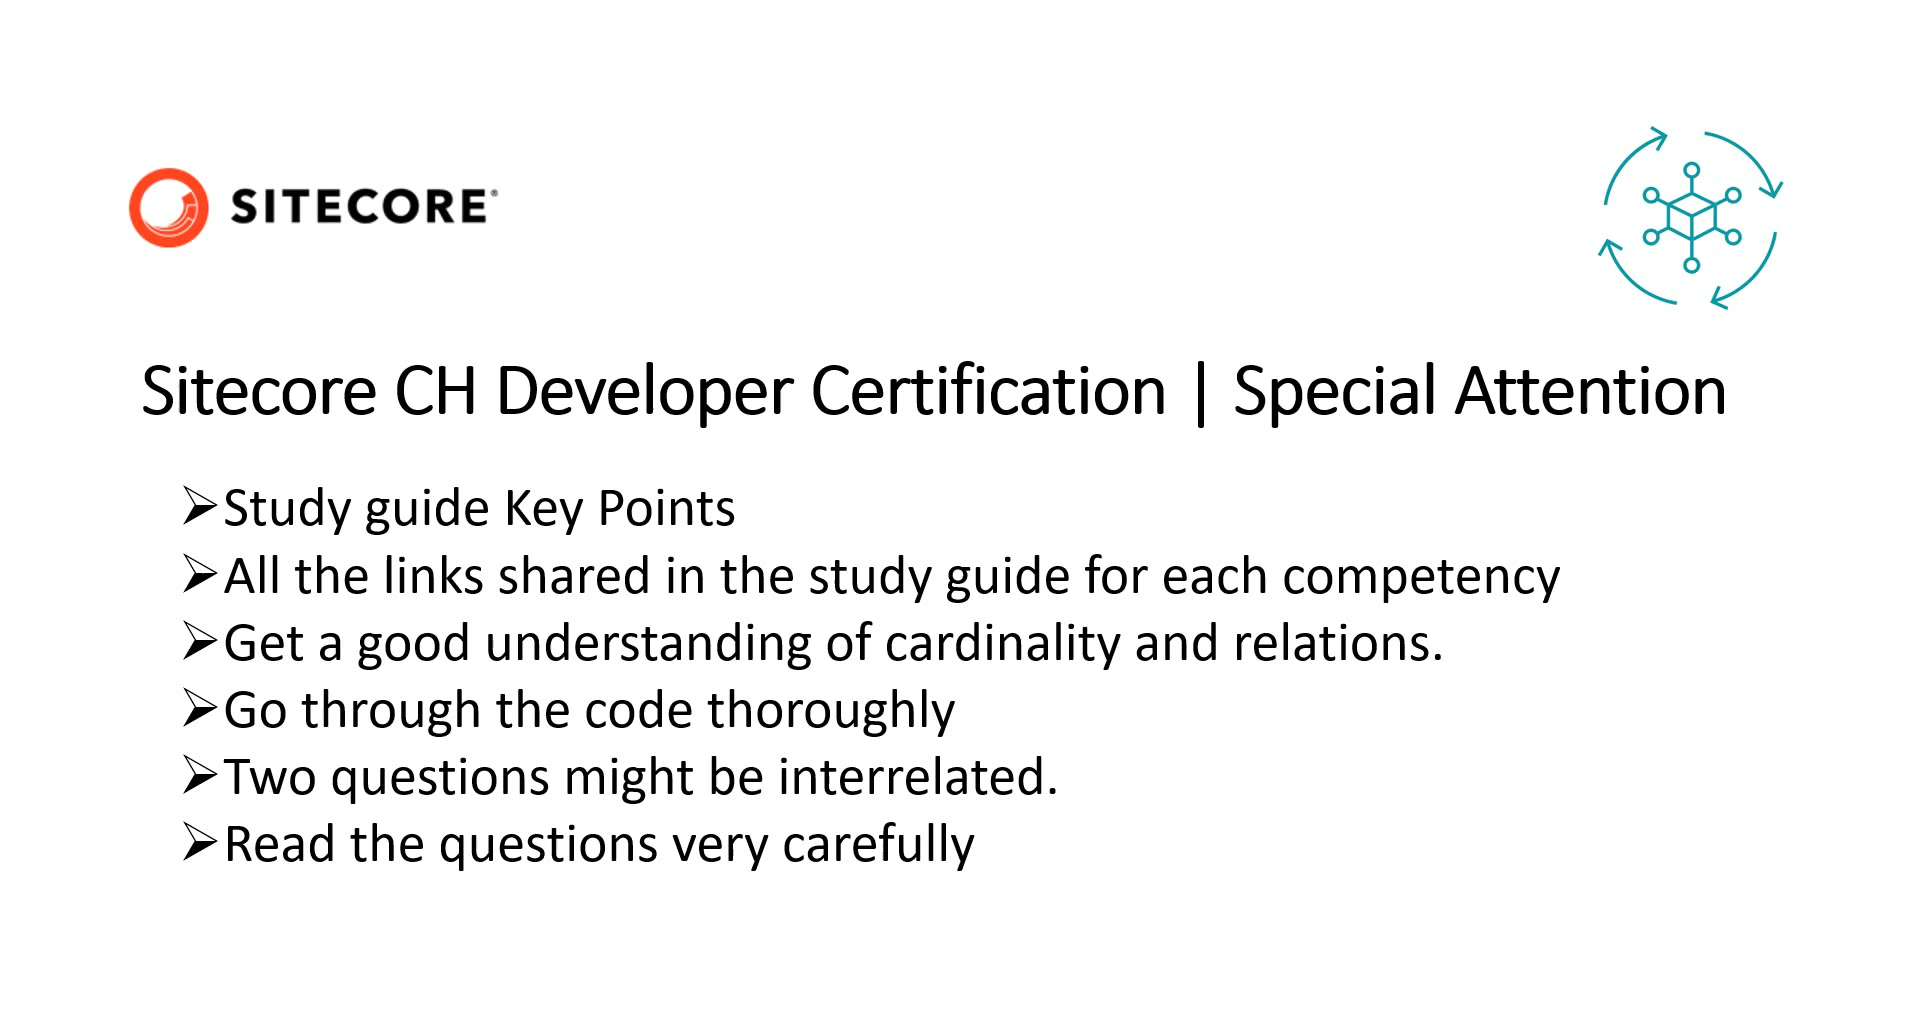 SITECORE®
Sitecore CH Developer Certification | Special Attention
➢Study guide Key Points
➢All the links shared in the study guide for each competency
➢Get a good understanding of cardinality and relations.
➢Go through the code thoroughly
➢Two questions might be interrelated.
➢Read the questions very carefully